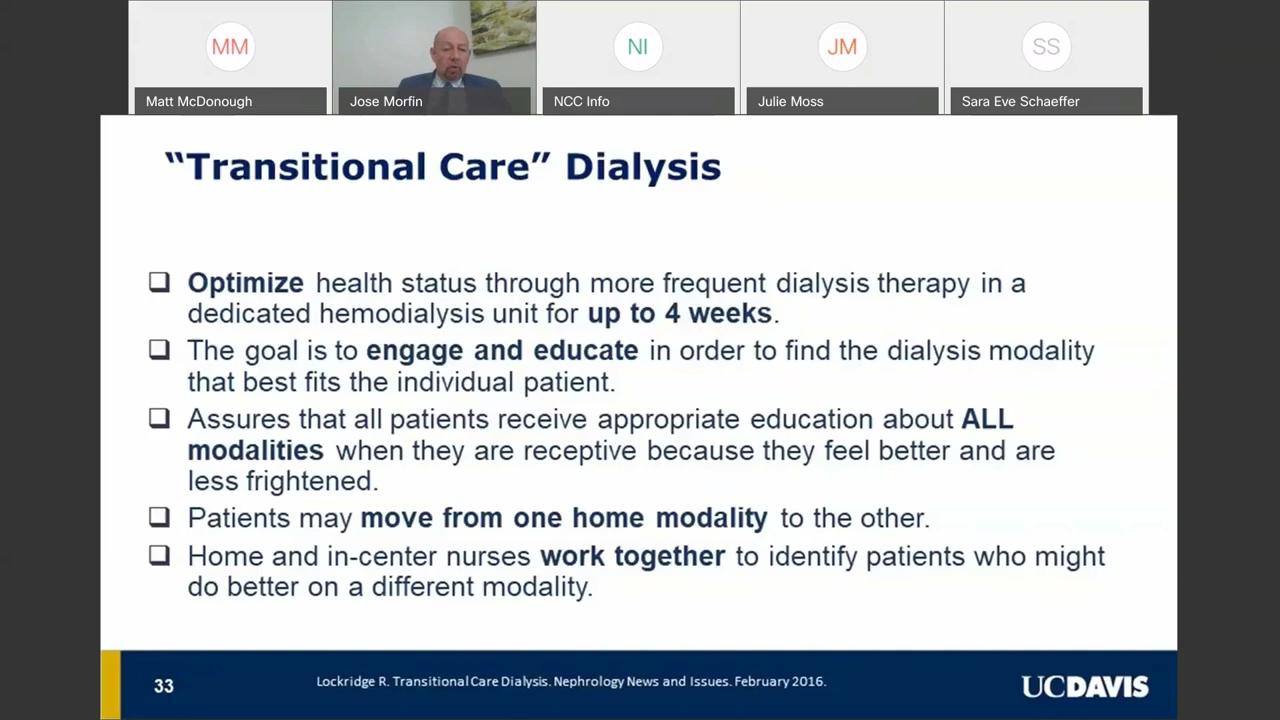 MM
NI
JM
SS
Matt McDonough
Jose Morfin
NCC Info
Julie Moss
Sara Eve Schaeffer
“Transitional Care” Dialysis
Optimize health status through more frequent dialysis therapy in a
dedicated hemodialysis unit for up to 4 weeks.
The goal is to engage and educate in order to find the dialysis modality
that best fits the individual patient.
Assures that all patients receive appropriate education about ALL
modalities when they are receptive because they feel better and are
less frightened.
Patients may move from one home modality to the other.
Home and in-center nurses work together to identify patients who might
do better on a different modality.
33
Lockridge R. Transitional Care Dialysis. Nephrology News and Issues. February 2016.
UCDAVIS